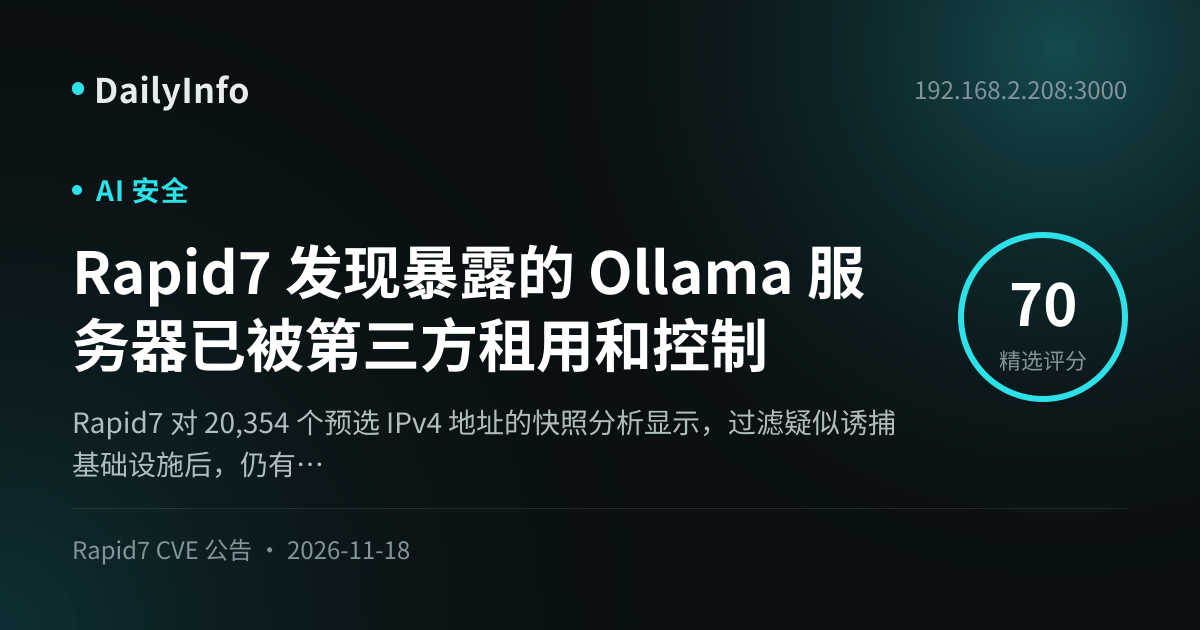 DailyInfo
192.168.2.208:3000
AI 安全
Rapid7 发现暴露的 Ollama 服
务器已被第三方租用和控制
70
精选评分
Rapid7 对 20,354 个预选 IPv4 地址的快照分析显示，过滤疑似诱捕
基础设施后，仍有…
Rapid7 CVE 公告 · 2026-11-18